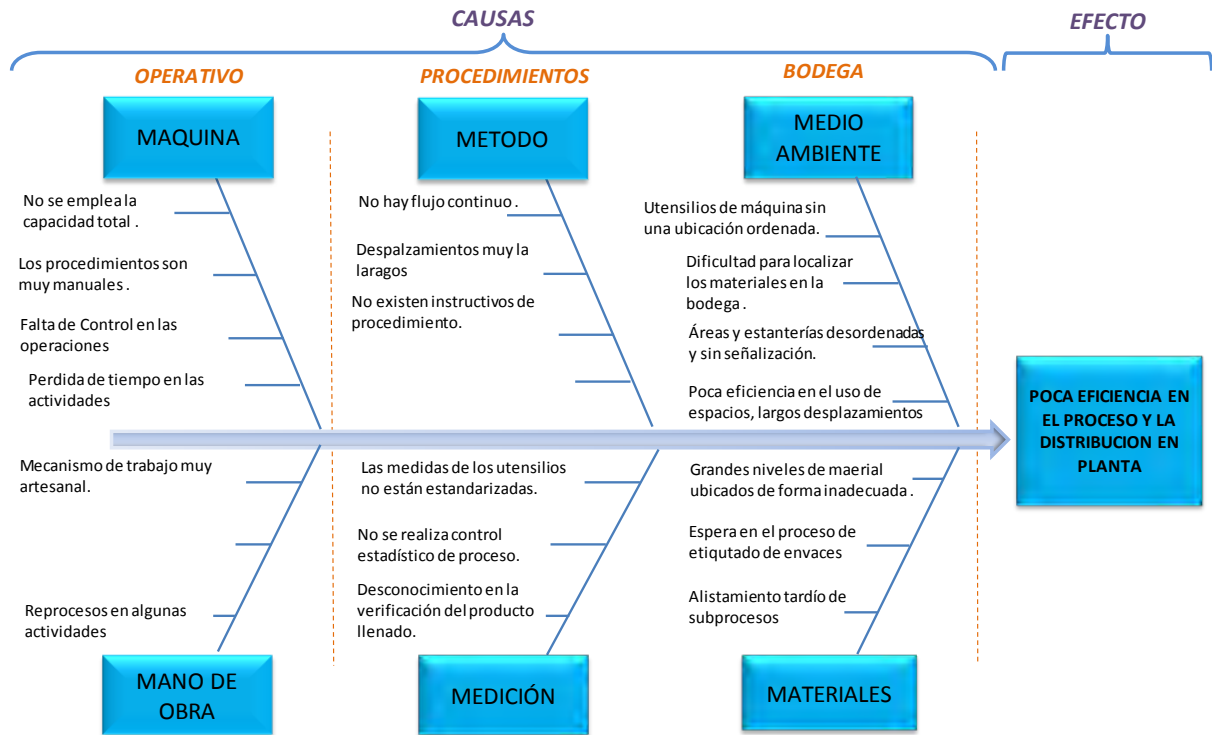 CAUSAS
EFECTO
OPERATIVO
PROCEDIMIENTOS
BODEGA
MAQUINA
METODO
MEDIO
AMBIENTE
No se emplea la
capacidad total .
Los procedimientos son
muy manuales .
Falta de Control en las
operaciones
Perdida de tiempo en las
actividades
No hay flujo continuo .
Despalzamientos muy la
laragos
No existen instructivos de
procedimiento.
Utensilios de máquina sin
una ubicación ordenada.
Dificultad para localizar
los materiales en la
bodega .
Áreas y estanterías desordenadas
y sin señalización.
Poca eficiencia en el uso de
espacios, largos desplazamientos
POCA EFICIENCIA EN
EL PROCESO Y LA
DISTRIBUCION EN
PLANTA
Mecanismo de trabajo muy
artesanal.
Reprocesos en algunas
actividades
Las medidas de los utensilios
no están estandarizadas.
No se realiza control
estadístico de proceso.
Desconocimiento en la
verificación del producto
llenado.
Grandes niveles de maerial
ubicados de forma inadecuada .
Espera en el proceso de
etiqutado de envaces
Alistamiento tardío de
subprocesos
MANO DE
OBRA
MEDICIÓN
MATERIALES